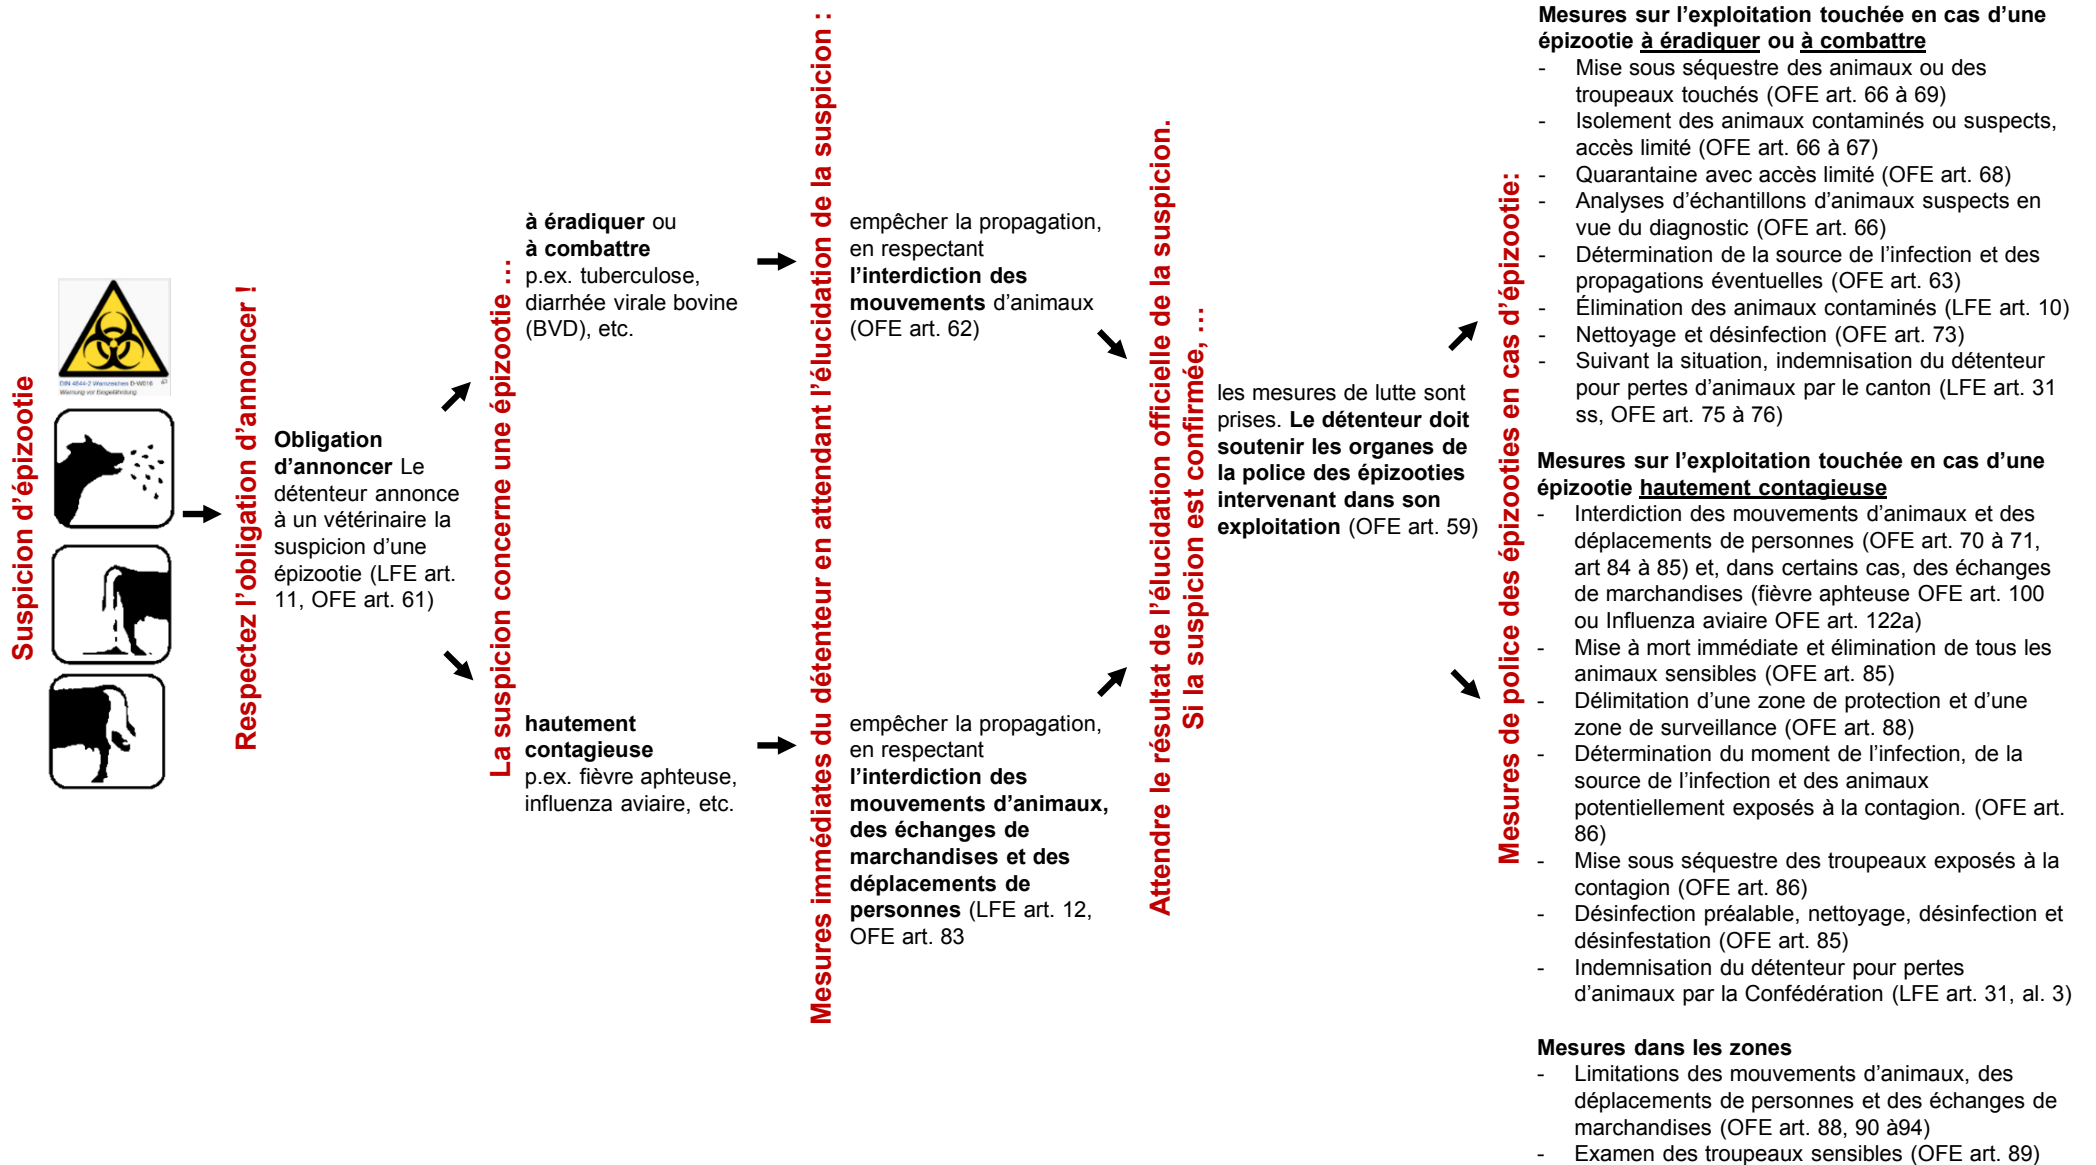 Suspicion d'épizootie
DIN 4844-2 Warnzeichen D-W016
Warnung vor Biogefährdung
Respectez l'obligation d'annoncer !
Obligation
d'annoncer Le
détenteur annonce
à un vétérinaire la
suspicion d'une
épizootie (LFE art.
11, OFE art. 61)
La suspicion concerne une épizootie …
à éradiquer ou
à combattre
p.ex. tuberculose,
diarrhée virale bovine
(BVD), etc.
hautement
contagieuse
p.ex. fièvre aphteuse,
influenza aviaire, etc.
Mesures immédiates du détenteur en attendant l'élucidation de la suspicion :
empêcher la propagation,
en respectant
l'interdiction des
mouvements d'animaux
(OFE art. 62)
empêcher la propagation,
en respectant
l'interdiction des
mouvements d'animaux,
des échanges de
marchandises et des
déplacements de
personnes (LFE art. 12,
OFE art. 83
Attendre le résultat de l'élucidation officielle de la suspicion.
Si la suspicion est confirmée, …
les mesures de lutte sont
prises. Le détenteur doit
soutenir les organes de
la police des épizooties
intervenant dans son
exploitation (OFE art. 59)
Mesures de police des épizooties en cas d'épizootie:
Mesures sur l'exploitation touchée en cas d'une
épizootie à éradiquer ou à combattre
- Mise sous séquestre des animaux ou des
troupeaux touchés (OFE art. 66 à 69)
- Isolement des animaux contaminés ou suspects,
accès limité (OFE art. 66 à 67)
- Quarantaine avec accès limité (OFE art. 68)
- Analyses d'échantillons d'animaux suspects en
vue du diagnostic (OFE art. 66)
- Détermination de la source de l'infection et des
propagations éventuelles (OFE art. 63)
- Élimination des animaux contaminés (LFE art. 10)
- Nettoyage et désinfection (OFE art. 73)
- Suivant la situation, indemnisation du détenteur
pour pertes d'animaux par le canton (LFE art. 31
ss, OFE art. 75 à 76)
Mesures sur l'exploitation touchée en cas d'une
épizootie hautement contagieuse
- Interdiction des mouvements d'animaux et des
déplacements de personnes (OFE art. 70 à 71,
art 84 à 85) et, dans certains cas, des échanges
de marchandises (fièvre aphteuse OFE art. 100
ou Influenza aviaire OFE art. 122a)
- Mise à mort immédiate et élimination de tous les
animaux sensibles (OFE art. 85)
- Délimitation d'une zone de protection et d'une
zone de surveillance (OFE art. 88)
- Détermination du moment de l'infection, de la
source de l'infection et des animaux
potentiellement exposés à la contagion. (OFE art.
86)
- Mise sous séquestre des troupeaux exposés à la
contagion (OFE art. 86)
- Désinfection préalable, nettoyage, désinfection et
désinfestation (OFE art. 85)
- Indemnisation du détenteur pour pertes
d'animaux par la Confédération (LFE art. 31, al. 3)
Mesures dans les zones
- Limitations des mouvements d'animaux, des
déplacements de personnes et des échanges de
marchandises (OFE art. 88, 90 à94)
- Examen des troupeaux sensibles (OFE art. 89)